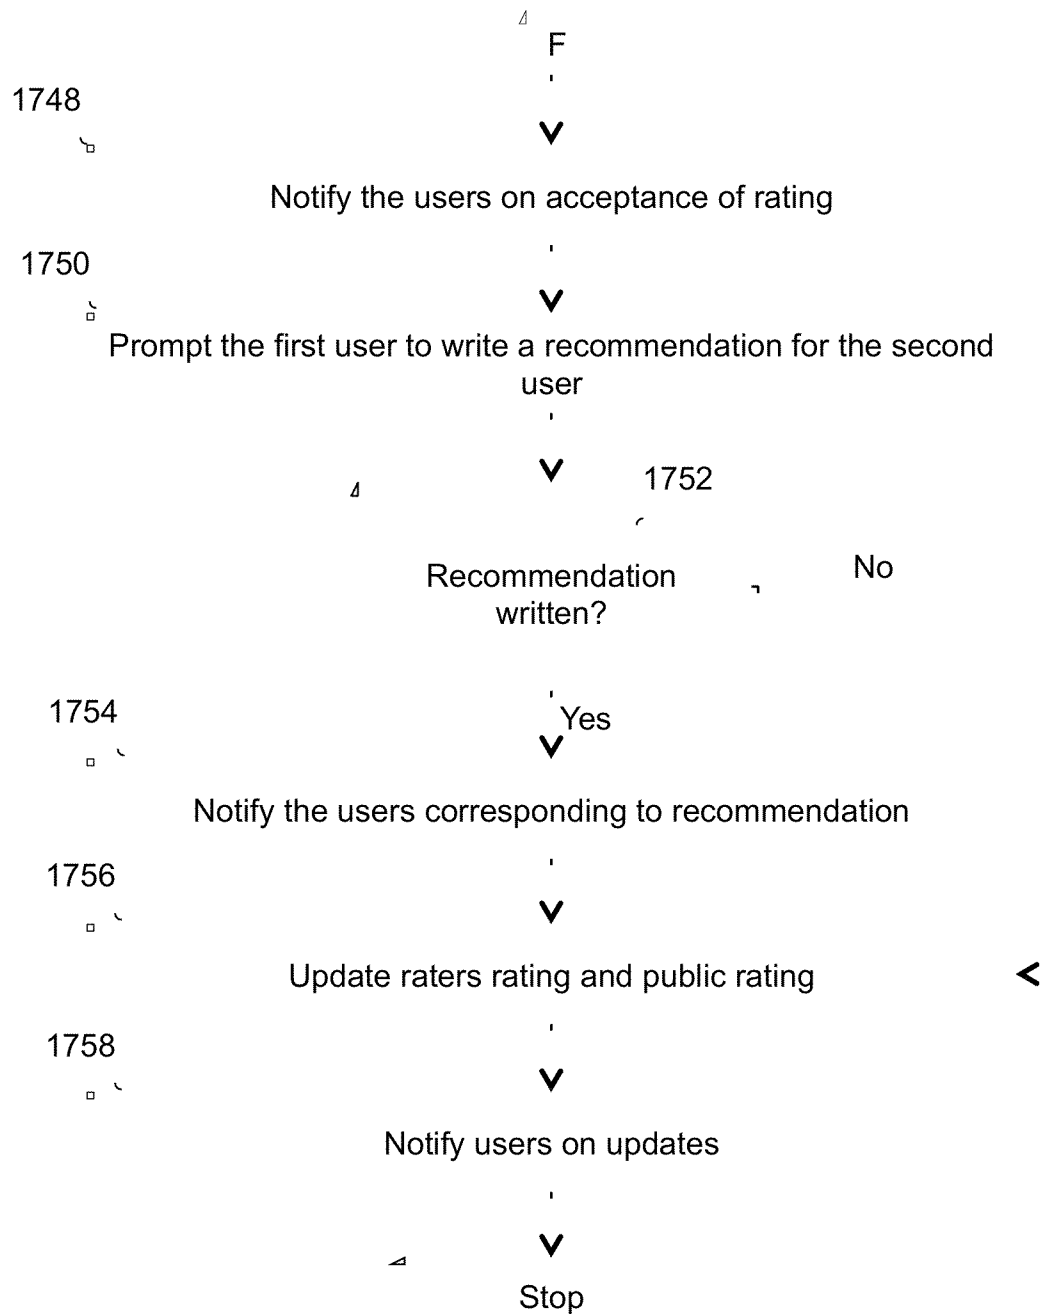 F
1748
Notify the users on acceptance of rating
1750
Prompt the first user to write a recommendation for the second
user
1752
Recommendation
written?
No
Yes
1754
Notify the users corresponding to recommendation
1756
Update raters rating and public rating
1758
Notify users on updates
Stop